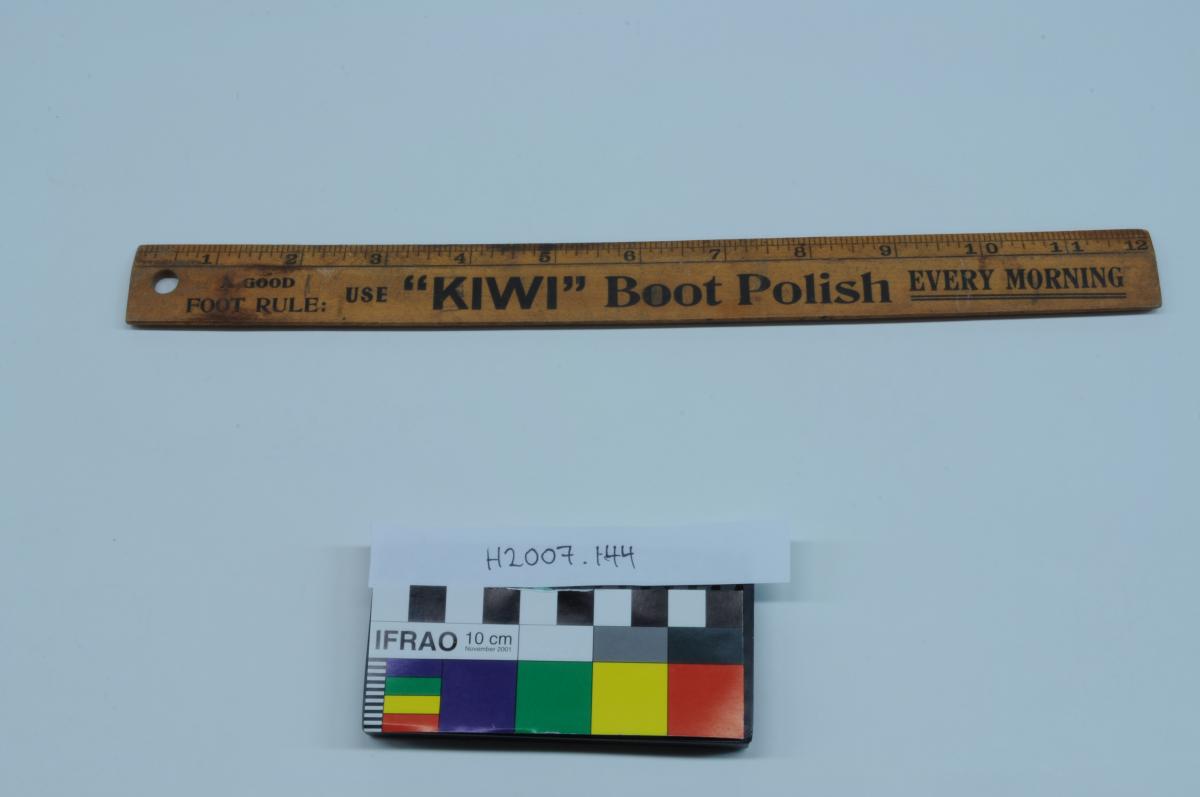 1 2 3 4 5 6 7 8 9 10 11 12
A GOOD
FOOT RULE: USE "KIWI" Boot Polish EVERY MORNING
H2007.144
IFRAO 10 cm
November 2001